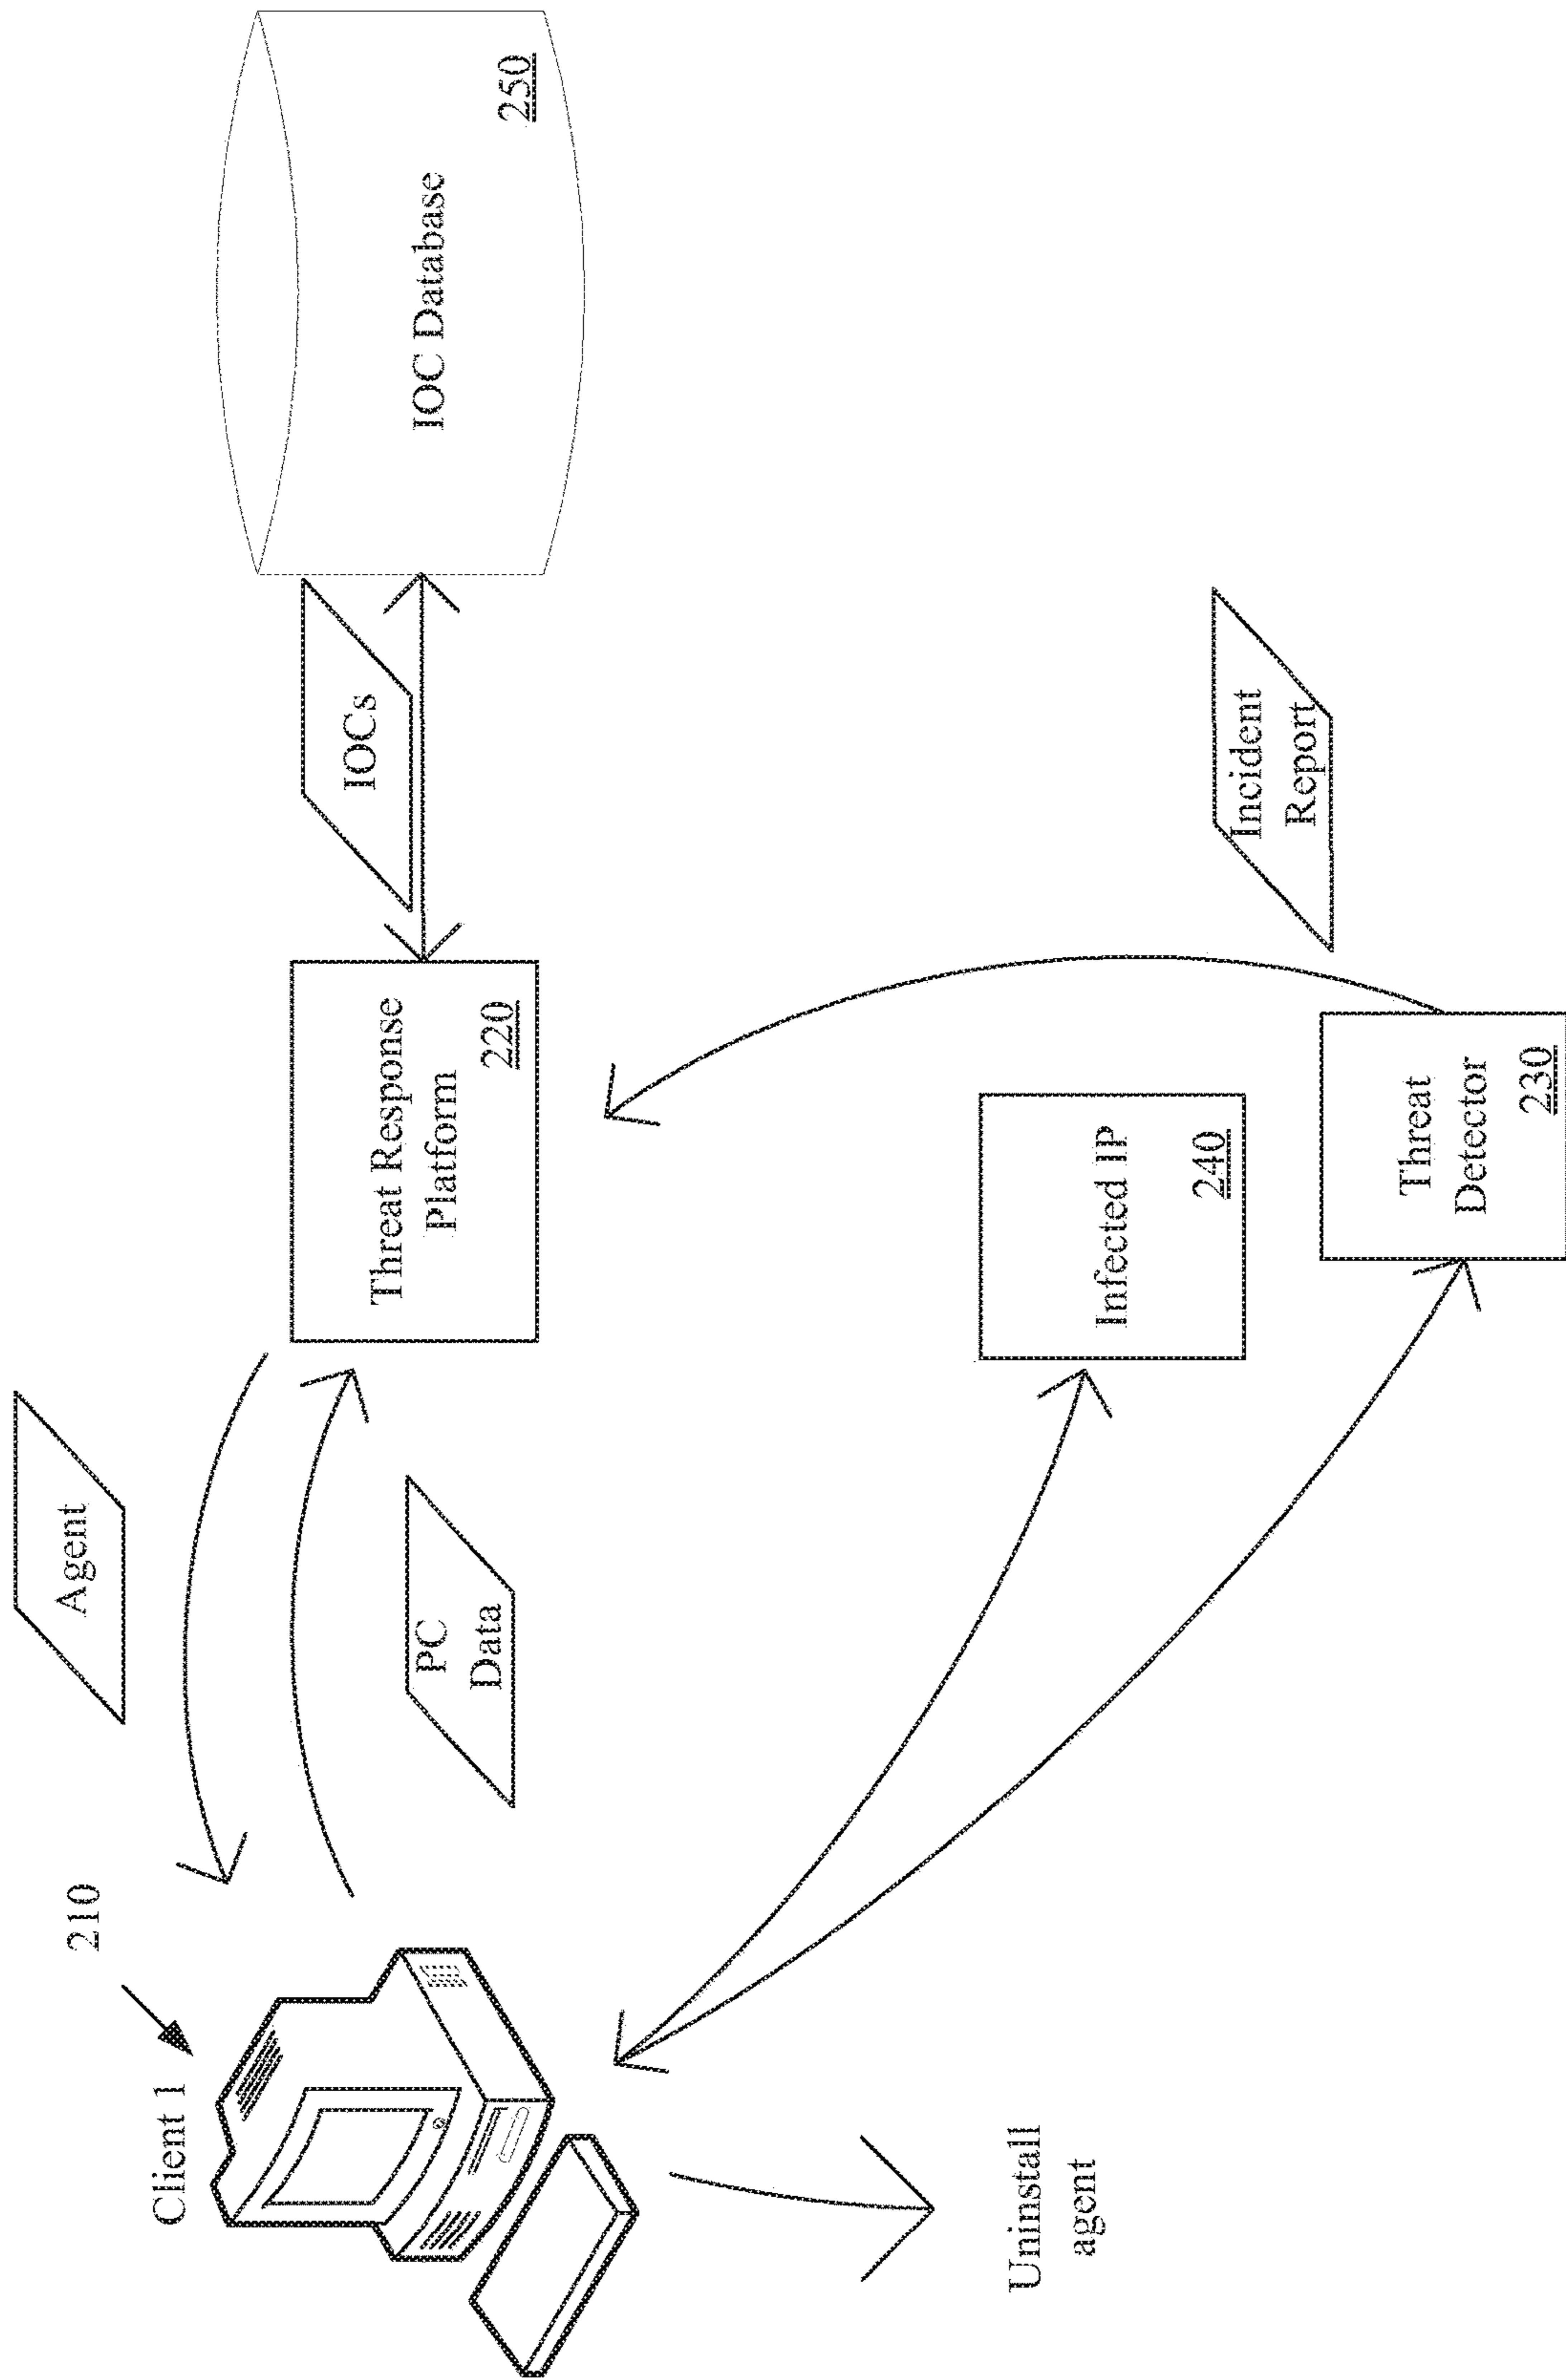 Client 1
210
Agent
PC
Data
Threat Response
Platform
220
IOCs
IOC Database
250
Infected IP
240
Incident
Report
Threat
Detector
230
Uninstall
agent